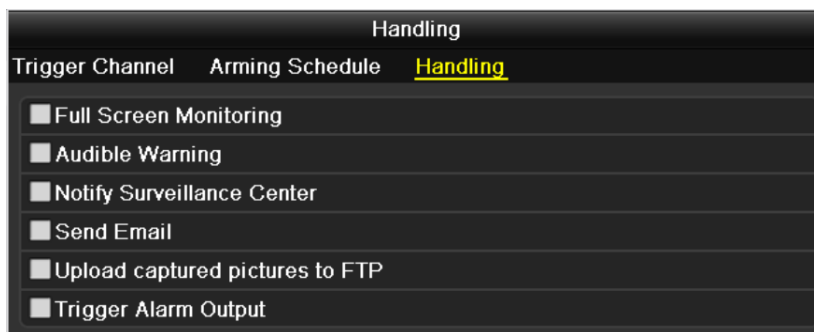 Handling
Trigger Channel Arming Schedule Handling
Full Screen Monitoring
Audible Warning
Notify Surveillance Center
Send Email
Upload captured pictures to FTP
Trigger Alarm Output